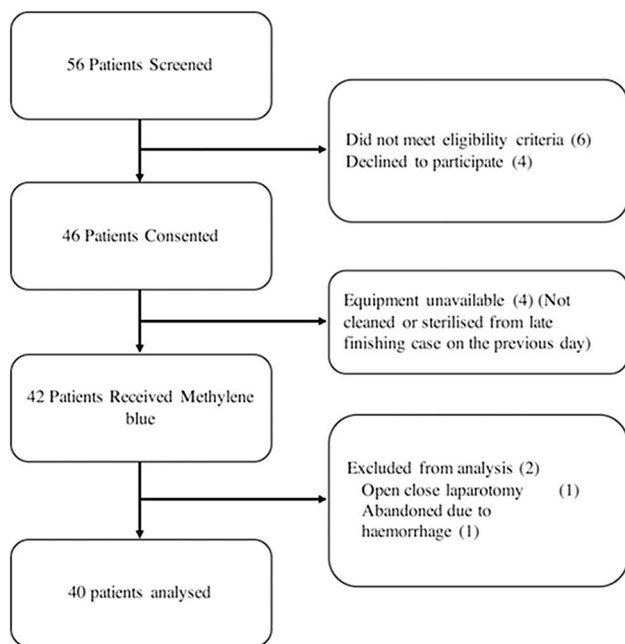 56 Patients Screened
Did not meet eligibility criteria (6)
Declined to participate (4)
46 Patients Consented
Equipment unavailable (4) (Not
cleaned or sterilised from late
finishing case on the previous day)
42 Patients Received Methylene
blue
Excluded from analysis (2)
Open close laparotomy (1)
Abandoned due to
haemorrhage (1)
40 patients analysed